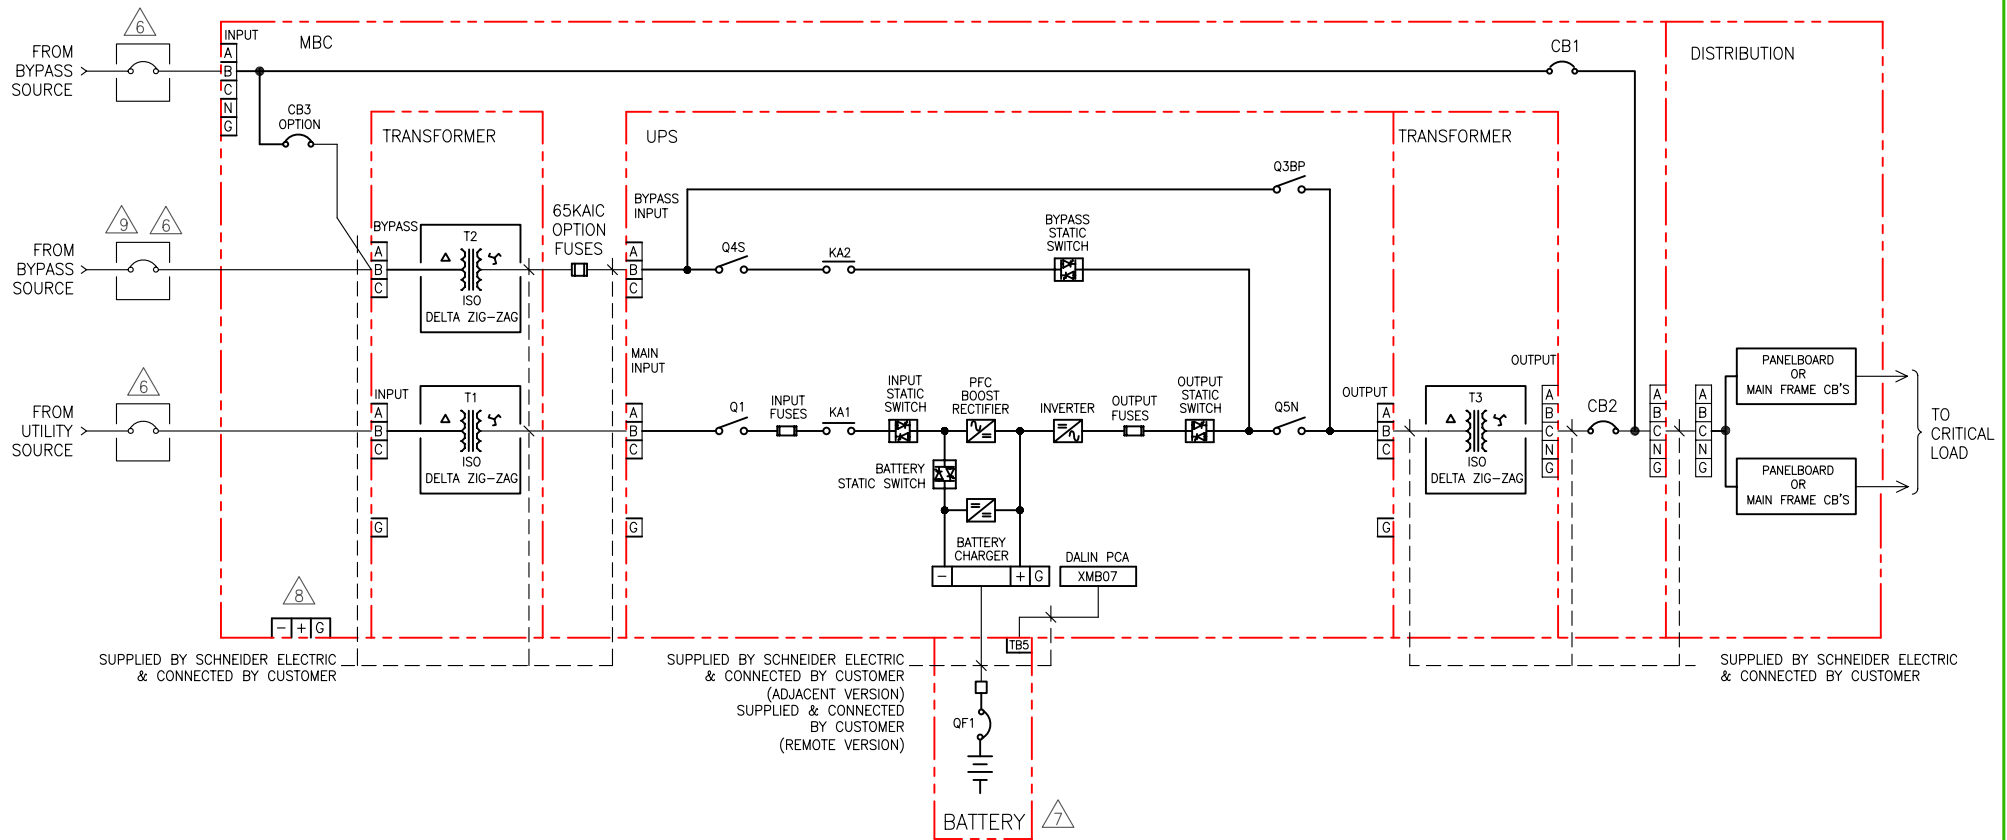 6
FROM
BYPASS
SOURCE
INPUT
A
B
C
N
G
MBC
CB3
OPTION
CB1
DISTRIBUTION
9
6
FROM
BYPASS
SOURCE
TRANSFORMER
BYPASS
A
B
C
T2
ISO
DELTA ZIG-ZAG
65KAIC
OPTION
FUSES
UPS
BYPASS
INPUT
A
B
C
Q4S
KA2
BYPASS
STATIC
SWITCH
Q3BP
TRANSFORMER
6
FROM
UTILITY
SOURCE
INPUT
A
B
C
G
T1
ISO
DELTA ZIG-ZAG
MAIN
INPUT
A
B
C
G
Q1
INPUT
FUSES
KA1
INPUT
STATIC
SWITCH
PFC
BOOST
RECTIFIER
INVERTER
OUTPUT
FUSES
OUTPUT
STATIC
SWITCH
Q5N
OUTPUT
A
B
C
G
T3
ISO
DELTA ZIG-ZAG
OUTPUT
A
B
C
N
G
CB2
A
B
C
N
G
A
B
C
N
G
PANELBOARD
OR
MAIN FRAME CB'S
PANELBOARD
OR
MAIN FRAME CB'S
TO
CRITICAL
LOAD
BATTERY
STATIC SWITCH
BATTERY
CHARGER
- + G
DALIN PCA
XMB07
8
- + G
TB5
SUPPLIED BY SCHNEIDER ELECTRIC
& CONNECTED BY CUSTOMER
SUPPLIED BY SCHNEIDER ELECTRIC
& CONNECTED BY CUSTOMER
(ADJACENT VERSION)
SUPPLIED & CONNECTED
BY CUSTOMER
(REMOTE VERSION)
SUPPLIED BY SCHNEIDER ELECTRIC
& CONNECTED BY CUSTOMER
QF1
BATTERY
7